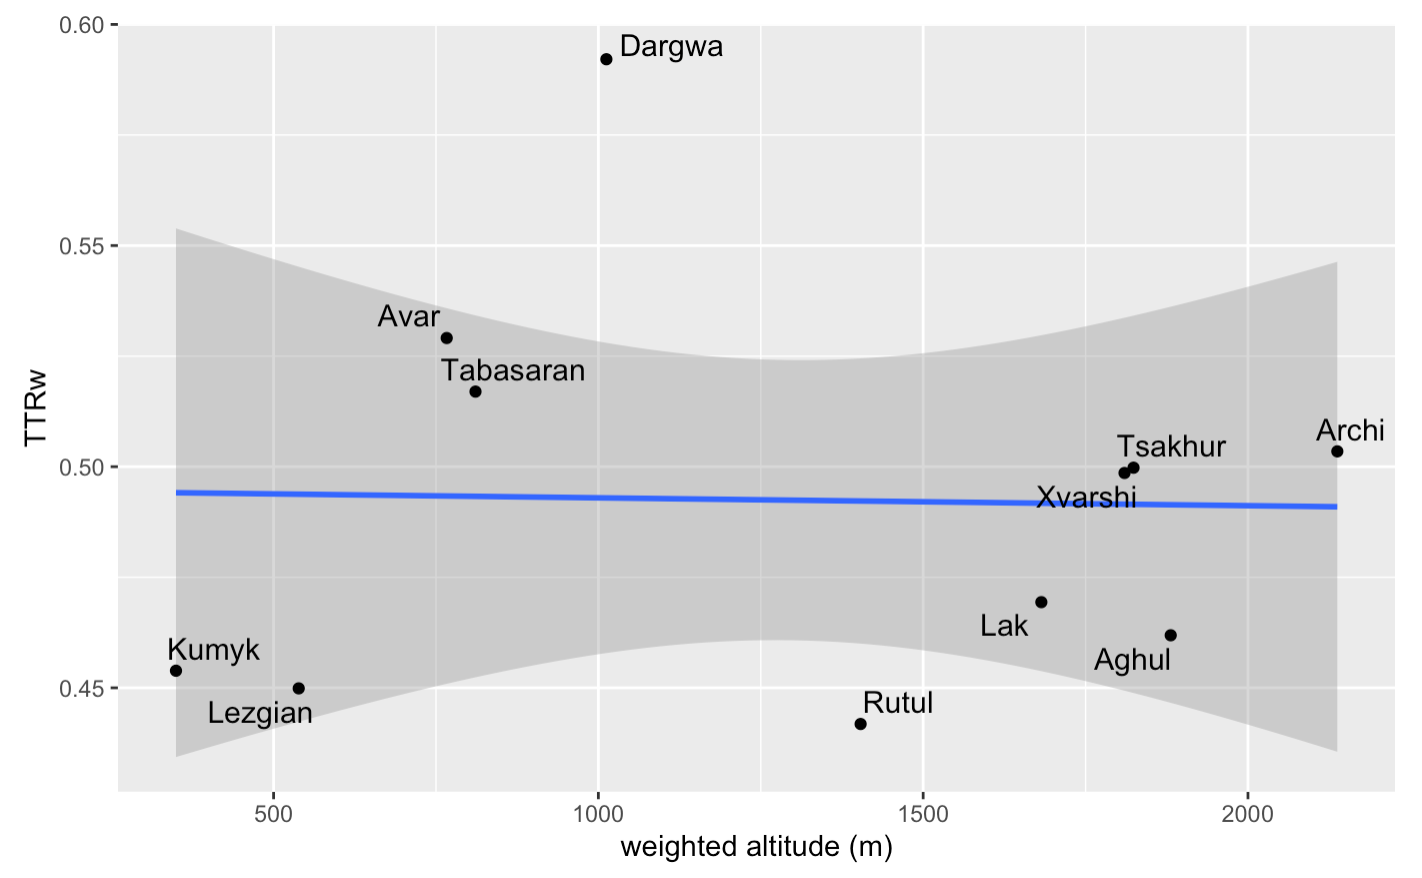 0.60
Dargwa
0.55
Avar
Tabasaran
TTRw
Archi
Tsakhur
0.50
Xvarshi
Lak
Kumyk
Aghul
0.45
Rutul
Lezgian
500
1000
1500
2000
weighted altitude (m)